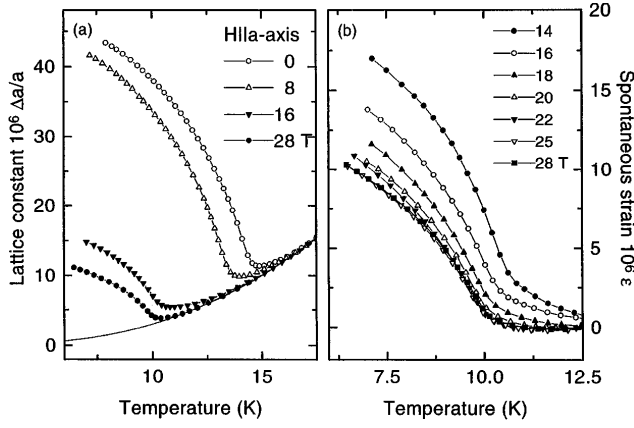 (a)
HIIa-axis
0
8
16
28 T
Lattice constant 10⁶ Δa/a
40
30
20
10
0
10
15
Temperature (K)
(b)
14
16
18
20
22
25
28 T
Spontaneous strain 10⁶ ε
20
15
10
5
0
7.5
10.0
12.5
Temperature (K)